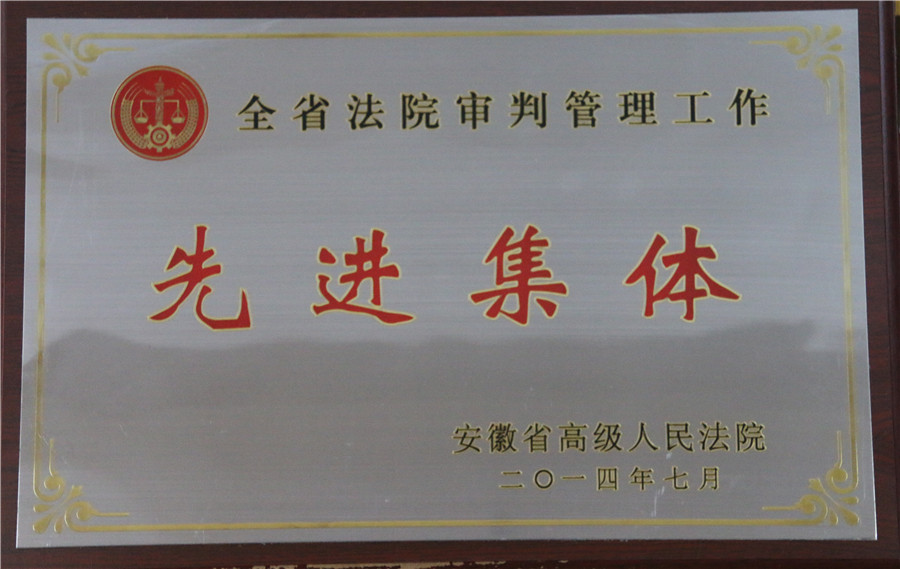 全省法院审判管理工作
先进集体
安徽省高级人民法院
二〇一四年七月